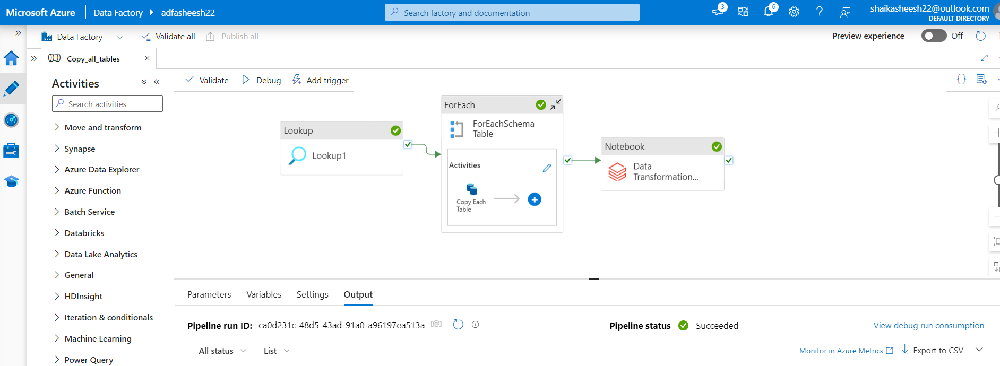 Microsoft Azure
Data Factory
adfasheesh22
Search factory and documentation
3
6
shaikasheesh22@outlook.com
DEFAULT DIRECTORY
Data Factory
Validate all
Publish all
Preview experience
Off
Copy_all_tables
Activities
Search activities
Move and transform
Synapse
Azure Data Explorer
Azure Function
Batch Service
Databricks
Data Lake Analytics
General
HDInsight
Iteration & conditionals
Machine Learning
Power Query
Validate
Debug
Add trigger
{}
Lookup
Lookup1
ForEach
ForEachSchema
Table
Activities
Copy Each
Table
Notebook
Data
Transformation...
Parameters
Variables
Settings
Output
Pipeline run ID: ca0d231c-48d5-43ad-91a0-a96197ea513a
[@]
Pipeline status
Succeeded
View debug run consumption
All status
List
Monitor in Azure Metrics
Export to CSV